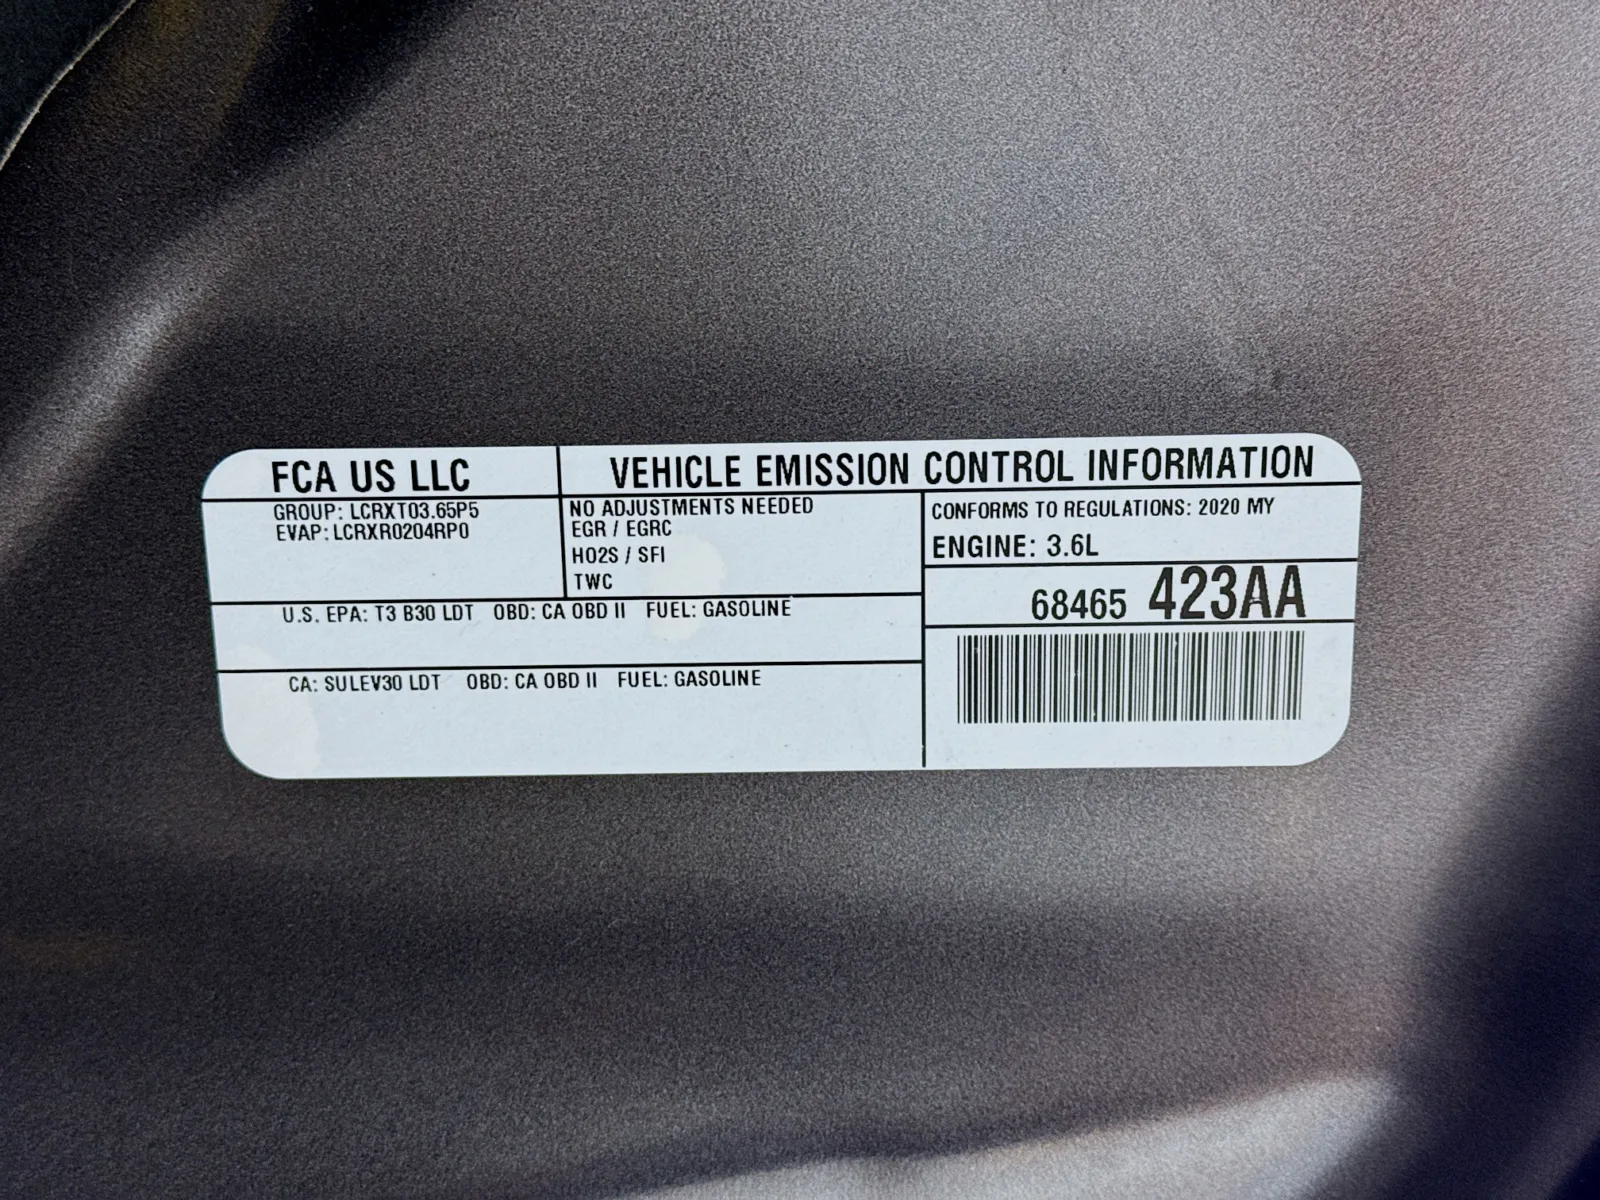 FCA US LLC
VEHICLE EMISSION CONTROL INFORMATION
GROUP: LCRXT03.65P5
EVAP: LCRXR0204RP0
NO ADJUSTMENTS NEEDED
EGR / EGRC
HO2S / SFI
TWC
CONFORMS TO REGULATIONS: 2020 MY
ENGINE: 3.6L
68465 423AA
U.S. EPA: T3 B30 LDT OBD: CA OBD II FUEL: GASOLINE
CA: SULEV30 LDT OBD: CA OBD II FUEL: GASOLINE